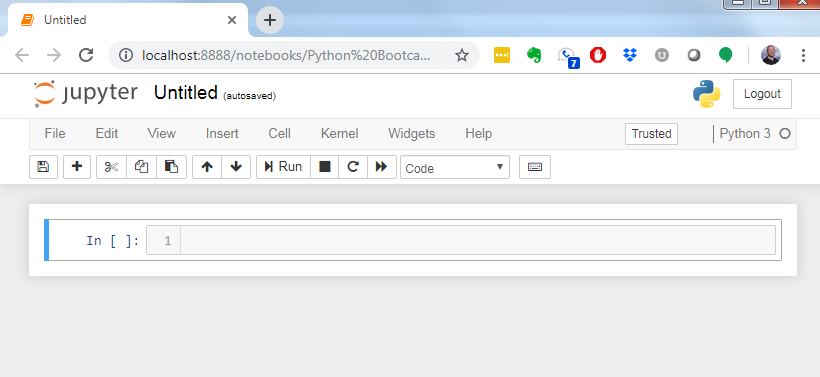 Untitled
localhost:8888/notebooks/Python%20Bootca...
7
jupyter Untitled (autosaved)
Logout
File Edit View Insert Cell Kernel Widgets Help Trusted Python 3
Run Code
In [ ]: 1